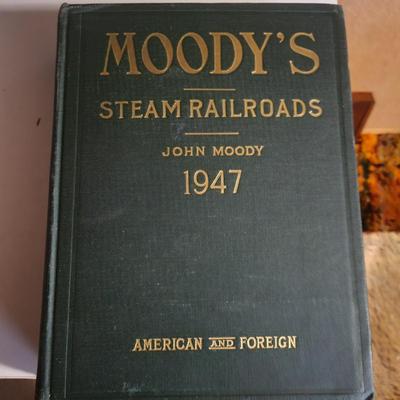 MOODY'S
STEAM RAILROADS
JOHN MOODY
1947
AMERICAN AND FOREIGN